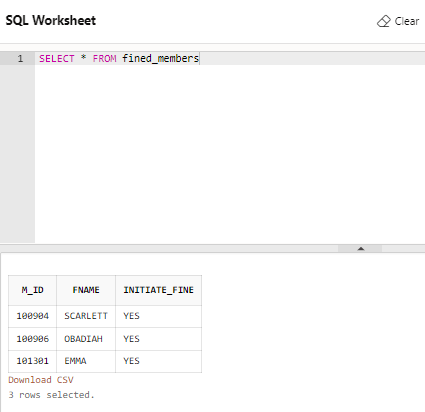 SQL Worksheet Clear
1 SELECT * FROM fined_members
M_ID FNAME INITIATE_FINE
100904 SCARLETT YES
100906 OBADIAH YES
101301 EMMA YES
Download CSV
3 rows selected.